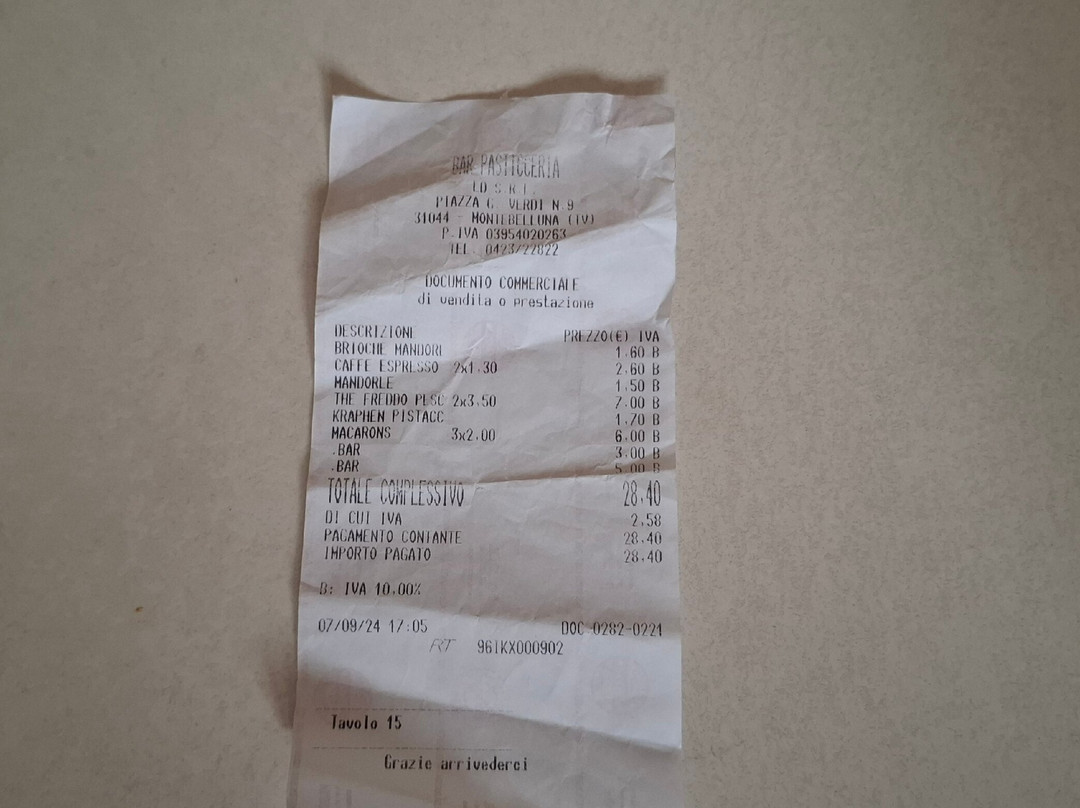 BAR PASTICCERIA
LD S.R.L.
PIAZZA G. VERDI N.9
31044 - MONTEBELLUNA (TV)
P.IVA 03954020263
TEL. 0423/22822
DOCUMENTO COMMERCIALE
di vendita o prestazione
DESCRIZIONE PREZZO(€) IVA
BRIOCHE MANDORL 1.60 B
CAFFE ESPRESSO 2x1.30 2.60 B
MANDORLE 1.50 B
THE FREDDO PESC 2x3.50 7.00 B
KRAPHEN PISTACC 1.70 B
MACARONS 3x2.00 6.00 B
.BAR 3.00 B
.BAR 5.00 B
TOTALE COMPLESSIVO 28.40
DI CUI IVA 2.58
PAGAMENTO CONTANTE 28.40
IMPORTO PAGATO 28.40
B: IVA 10.00%
07/09/24 17:05 DOC.0282-0221
RT 96IKX000902
Tavolo 15
Grazie arrivederci